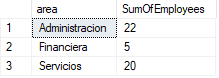 area SumOfEmployees
1 Administracion 22
2 Financiera 5
3 Servicios 20